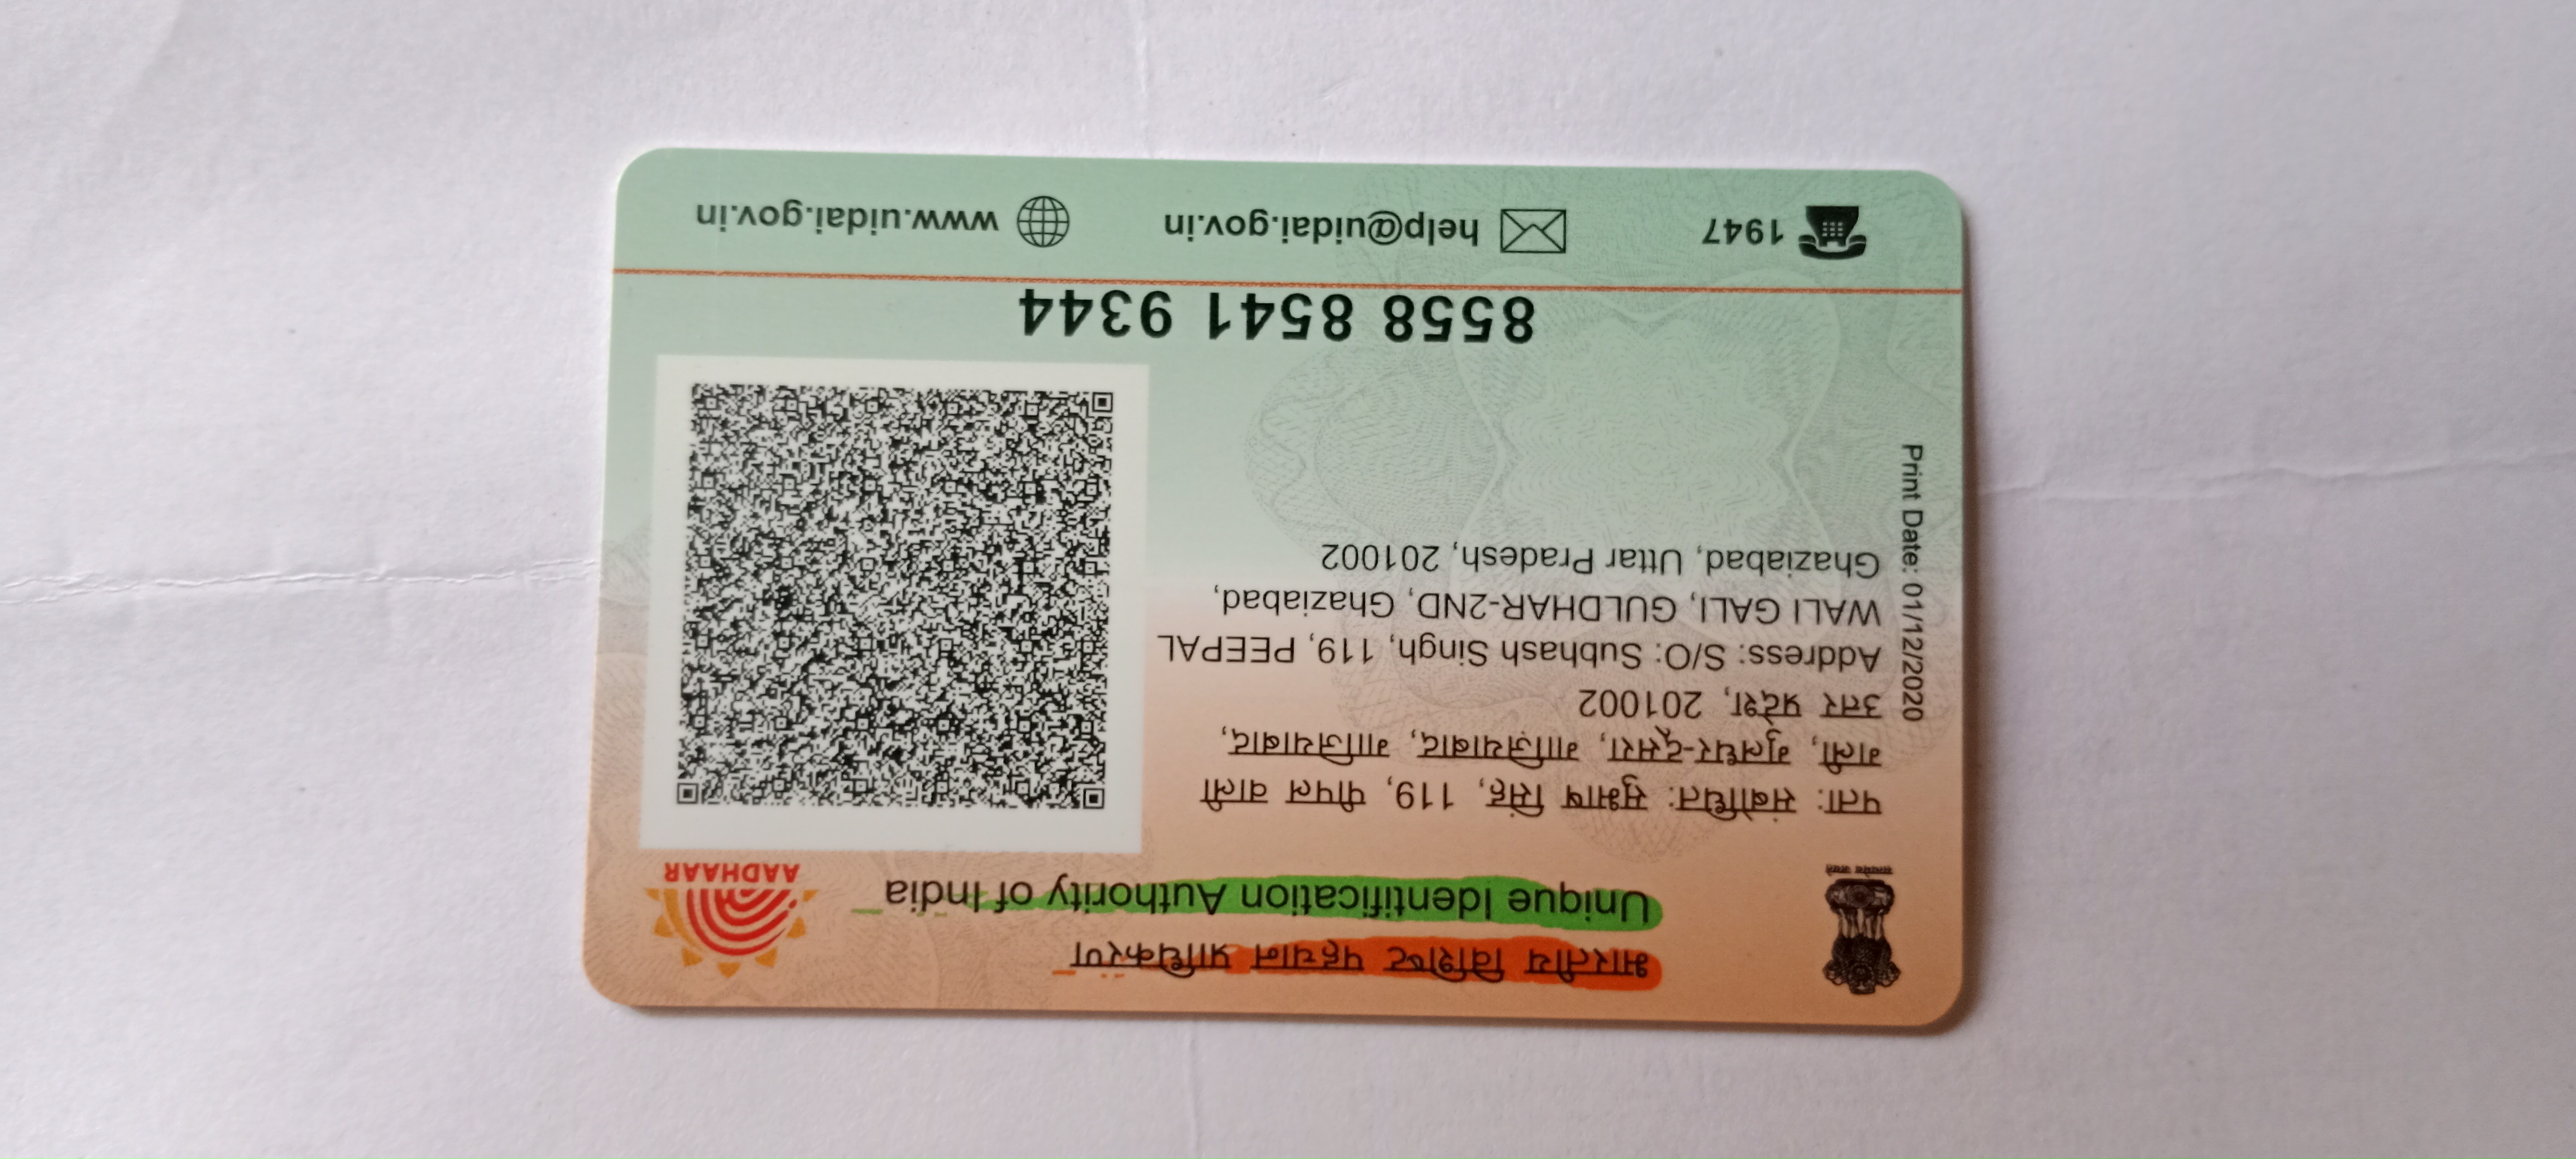 भारतीय विशिष्ट पहचान प्राधिकरण
Unique Identification Authority of India
AADHAAR
पता: संबोधित: सुभाष सिंह, 119, पीपल वाली
गली, गुलधर-दूसरा, गाज़ियाबाद, गाजियाबाद,
उत्तर प्रदेश, 201002
Address: S/O: Subhash Singh, 119, PEEPAL
WALI GALI, GULDHAR-2ND, Ghaziabad,
Ghaziabad, Uttar Pradesh, 201002
Print Date: 01/12/2020
8558 8541 9344
1947
help@uidai.gov.in
www.uidai.gov.in